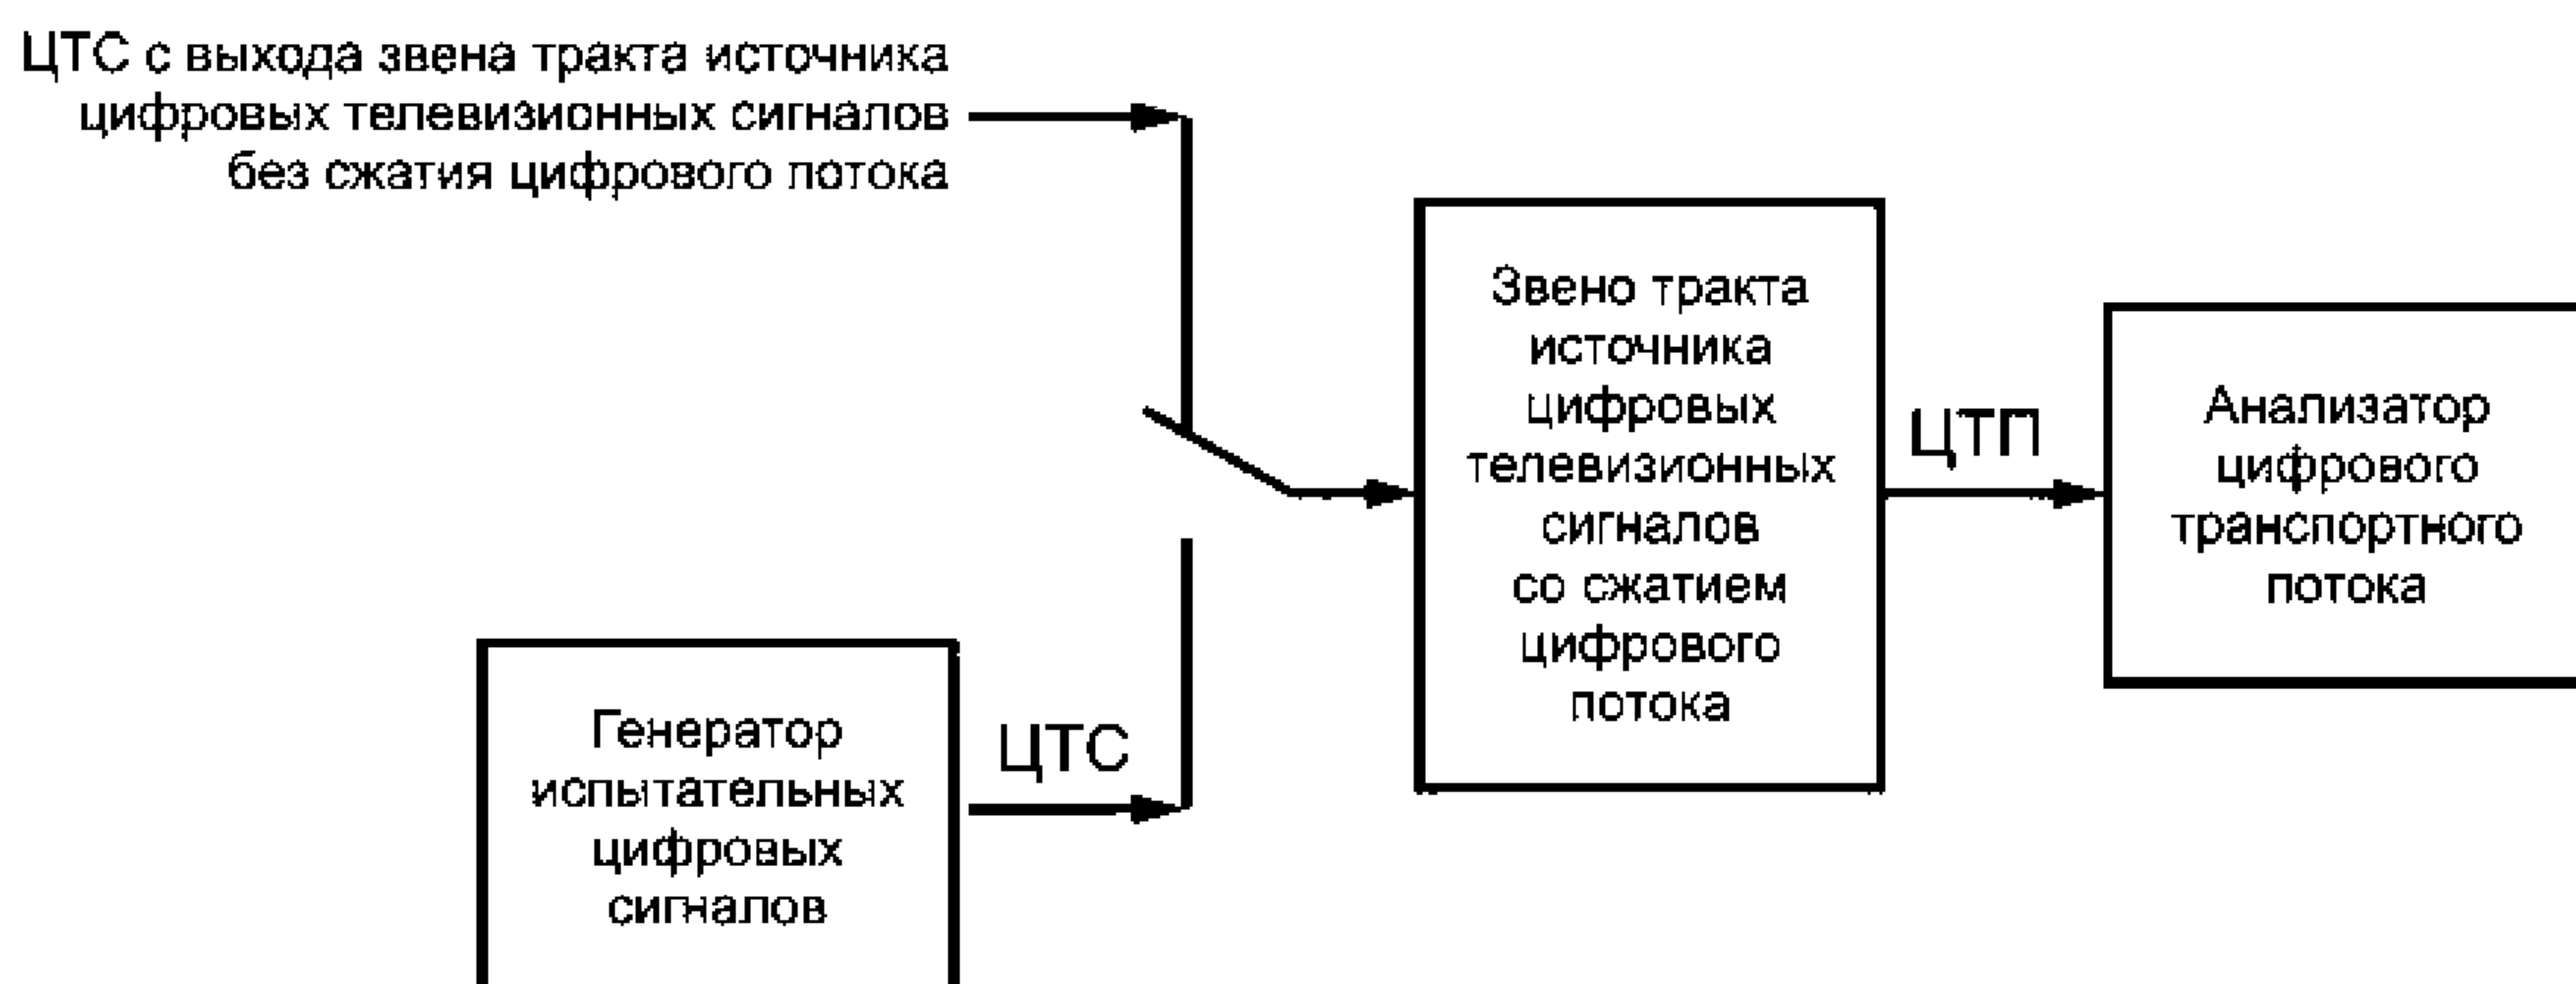 ЦТС с выхода звена тракта источника
цифровых телевизионных сигналов
без сжатия цифрового потока
Звено тракта
источника
цифровых
телевизионных
сигналов
со сжатием
цифрового
потока
ЦТП
Анализатор
цифрового
транспортного
потока
Генератор
испытательных
цифровых
сигналов
ЦТС